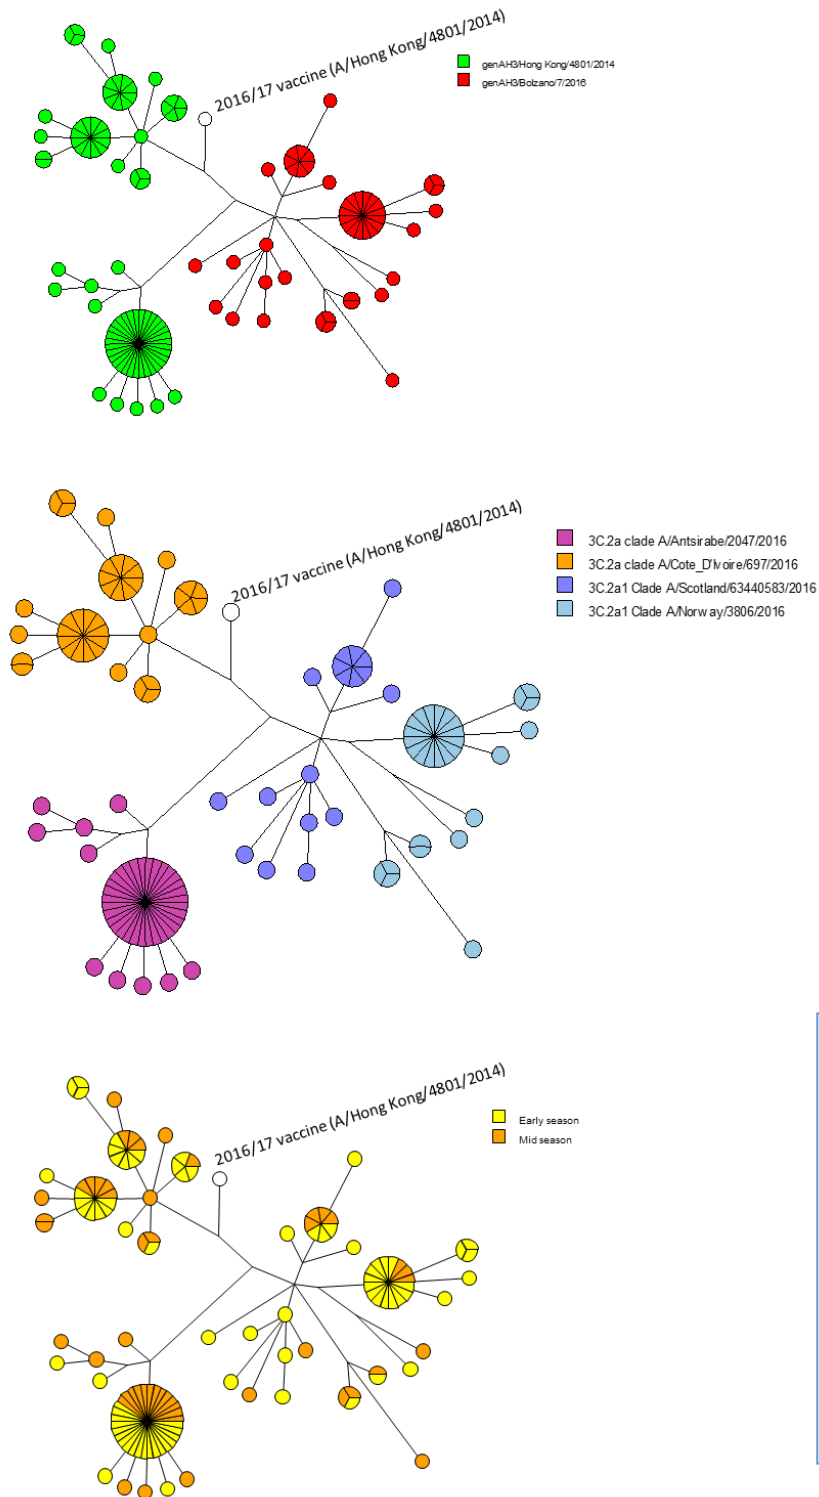 2016/17 vaccine (A/Hong Kong/4801/2014)
genAH3/Hong Kong/4801/2014
genAH3/Bolzano/7/2016
2016/17 vaccine (A/Hong Kong/4801/2014)
3C.2a clade A/Antsirabe/2047/2016
3C.2a clade A/Cote_D'Ivoire/697/2016
3C.2a1 Clade A/Scotland/63440583/2016
3C.2a1 Clade A/Norway/3806/2016
2016/17 vaccine (A/Hong Kong/4801/2014)
Early season
Mid season